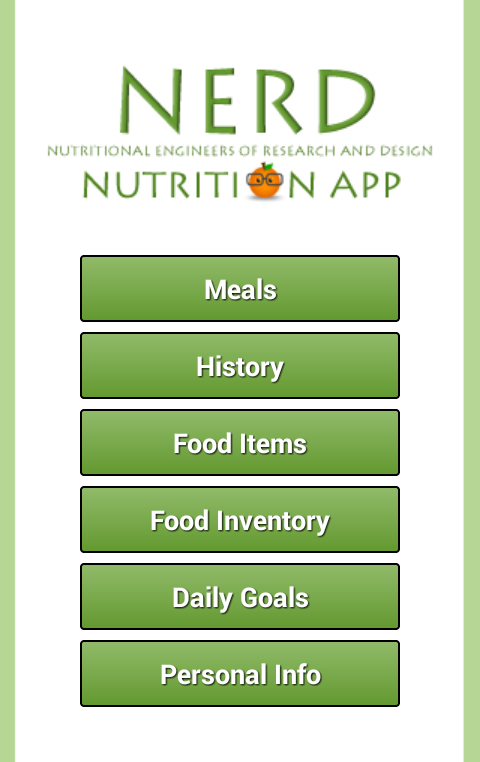 NERD
NUTRITIONAL ENGINEERS OF RESEARCH AND DESIGN
NUTRITION APP
Meals
History
Food Items
Food Inventory
Daily Goals
Personal Info